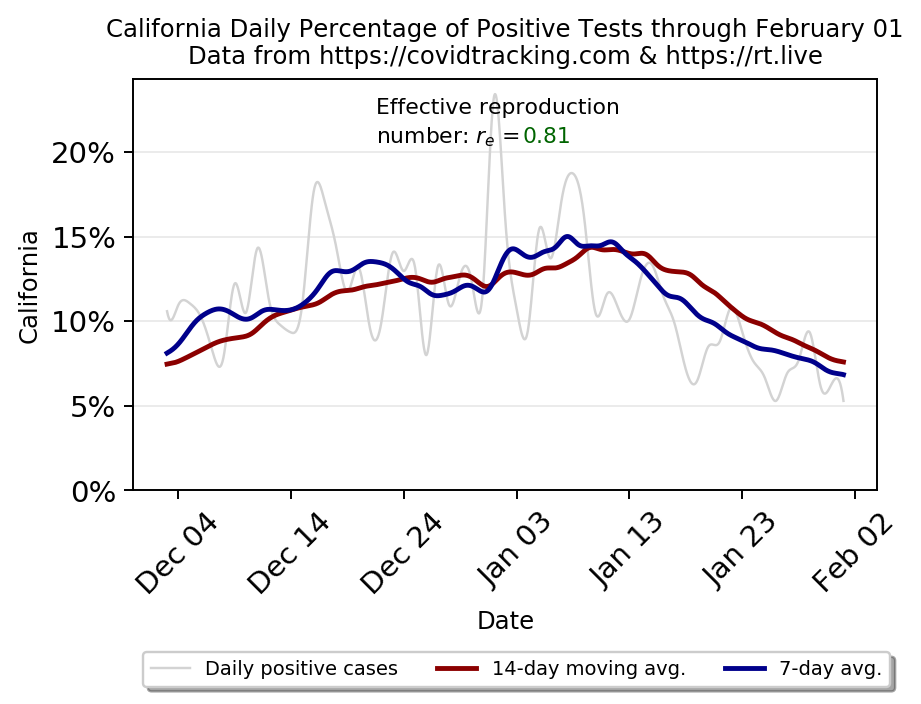 California Daily Percentage of Positive Tests through February 01
Data from https://covidtracking.com & https://rt.live
Effective reproduction
number: rₑ = 0.81
20%
15%
10%
5%
0%
California
Dec 04
Dec 14
Dec 24
Jan 03
Jan 13
Jan 23
Feb 02
Date
Daily positive cases
14-day moving avg.
7-day avg.